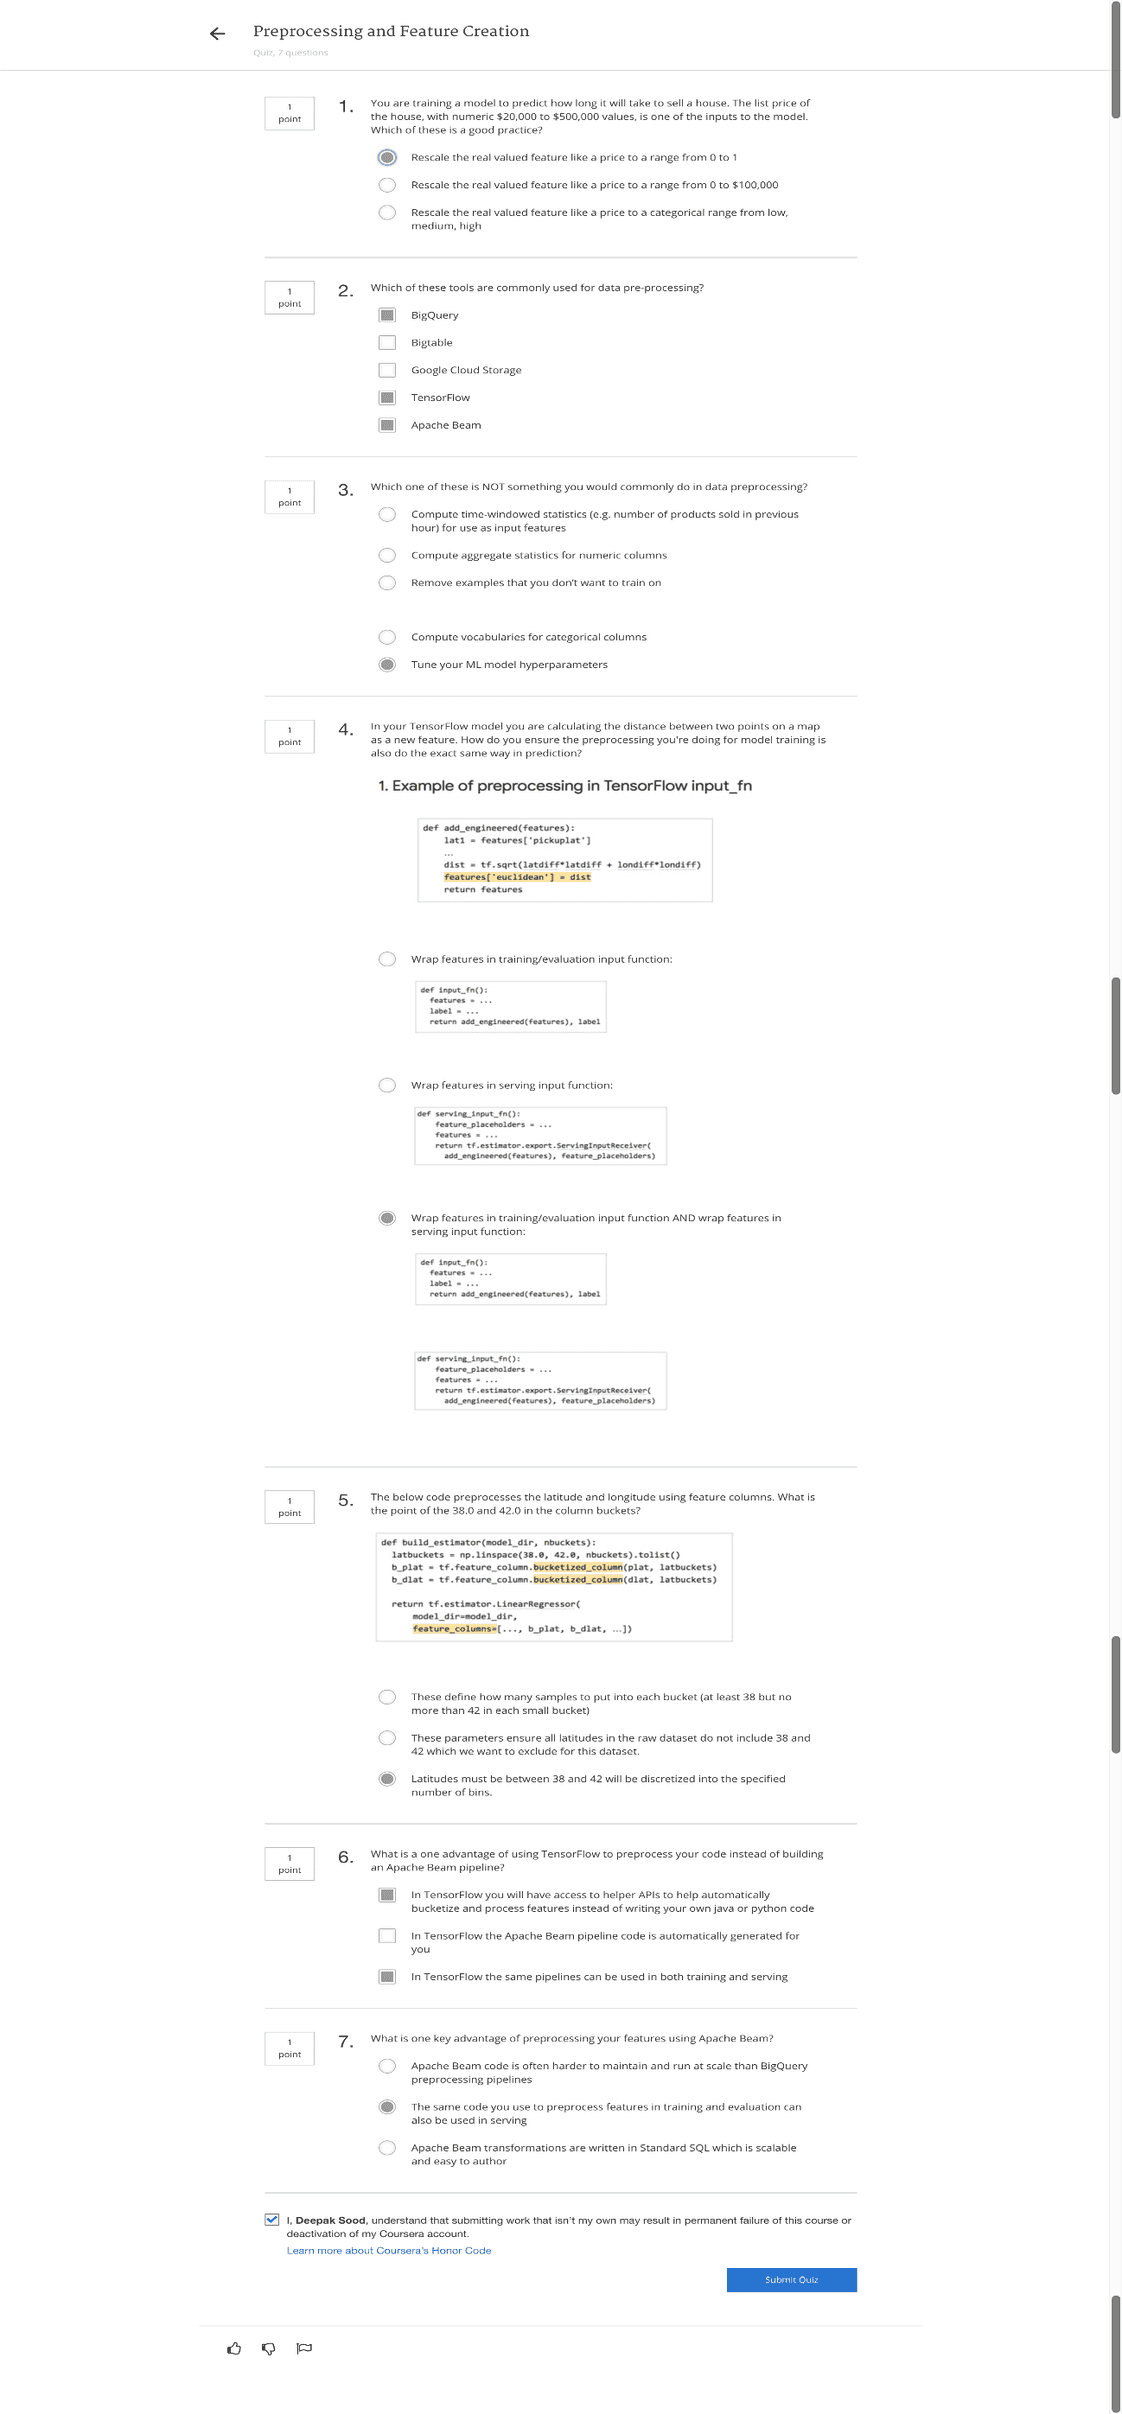 Preprocessing and Feature Creation
Quiz, 7 questions
1
point
1.
You are training a model to predict how long it will take to sell a house. The list price of
the house, with numeric $20,000 to $500,000 values, is one of the inputs to the model.
Which of these is a good practice?
Rescale the real valued feature like a price to a range from 0 to 1
Rescale the real valued feature like a price to a range from 0 to $100,000
Rescale the real valued feature like a price to a categorical range from low,
medium, high
1
point
2.
Which of these tools are commonly used for data pre-processing?
BigQuery
Bigtable
Google Cloud Storage
TensorFlow
Apache Beam
1
point
3.
Which one of these is NOT something you would commonly do in data preprocessing?
Compute time-windowed statistics (e.g. number of products sold in previous
hour) for use as input features
Compute aggregate statistics for numeric columns
Remove examples that you don't want to train on
Compute vocabularies for categorical columns
Tune your ML model hyperparameters
1
point
4.
In your TensorFlow model you are calculating the distance between two points on a map
as a new feature. How do you ensure the preprocessing you're doing for model training is
also do the exact same way in prediction?
1. Example of preprocessing in TensorFlow input_fn
def add_engineered(features):
lat1 = features['pickuplat']
...
dist = tf.sqrt(latdiff*latdiff + londiff*londiff)
features['euclidean'] = dist
return features
Wrap features in training/evaluation input function:
def input_fn():
features = ...
label = ...
return add_engineered(features), label
Wrap features in serving input function:
def serving_input_fn():
feature_placeholders = ...
features = ...
return tf.estimator.export.ServingInputReceiver(
add_engineered(features), feature_placeholders)
Wrap features in training/evaluation input function AND wrap features in
serving input function:
def input_fn():
features = ...
label = ...
return add_engineered(features), label
def serving_input_fn():
feature_placeholders = ...
features = ...
return tf.estimator.export.ServingInputReceiver(
add_engineered(features), feature_placeholders)
1
point
5.
The below code preprocesses the latitude and longitude using feature columns. What is
the point of the 38.0 and 42.0 in the column buckets?
def build_estimator(model_dir, nbuckets):
latbuckets = np.linspace(38.0, 42.0, nbuckets).tolist()
b_plat = tf.feature_column.bucketized_column(plat, latbuckets)
b_dlat = tf.feature_column.bucketized_column(dlat, latbuckets)
return tf.estimator.LinearRegressor(
model_dir=model_dir,
feature_columns=[..., b_plat, b_dlat, ...])
These define how many samples to put into each bucket (at least 38 but no
more than 42 in each small bucket)
These parameters ensure all latitudes in the raw dataset do not include 38 and
42 which we want to exclude for this dataset.
Latitudes must be between 38 and 42 will be discretized into the specified
number of bins.
1
point
6.
What is a one advantage of using TensorFlow to preprocess your code instead of building
an Apache Beam pipeline?
In TensorFlow you will have access to helper APIs to help automatically
bucketize and process features instead of writing your own java or python code
In TensorFlow the Apache Beam pipeline code is automatically generated for
you
In TensorFlow the same pipelines can be used in both training and serving
1
point
7.
What is one key advantage of preprocessing your features using Apache Beam?
Apache Beam code is often harder to maintain and run at scale than BigQuery
preprocessing pipelines
The same code you use to preprocess features in training and evaluation can
also be used in serving
Apache Beam transformations are written in Standard SQL which is scalable
and easy to author
I, Deepak Sood, understand that submitting work that isn't my own may result in permanent failure of this course or
deactivation of my Coursera account.
Learn more about Coursera's Honor Code
Submit Quiz